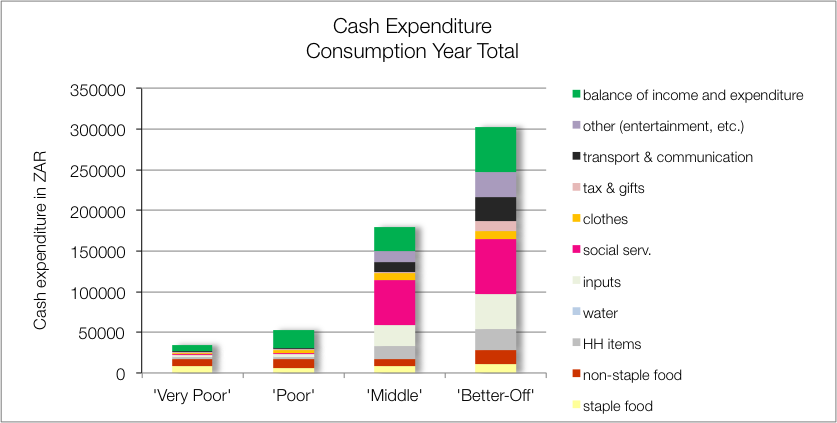 Cash Expenditure
Consumption Year Total
Cash expenditure in ZAR
350000
300000
250000
200000
150000
100000
50000
0
'Very Poor'
'Poor'
'Middle'
'Better-Off'
balance of income and expenditure
other (entertainment, etc.)
transport & communication
tax & gifts
clothes
social serv.
inputs
water
HH items
non-staple food
staple food